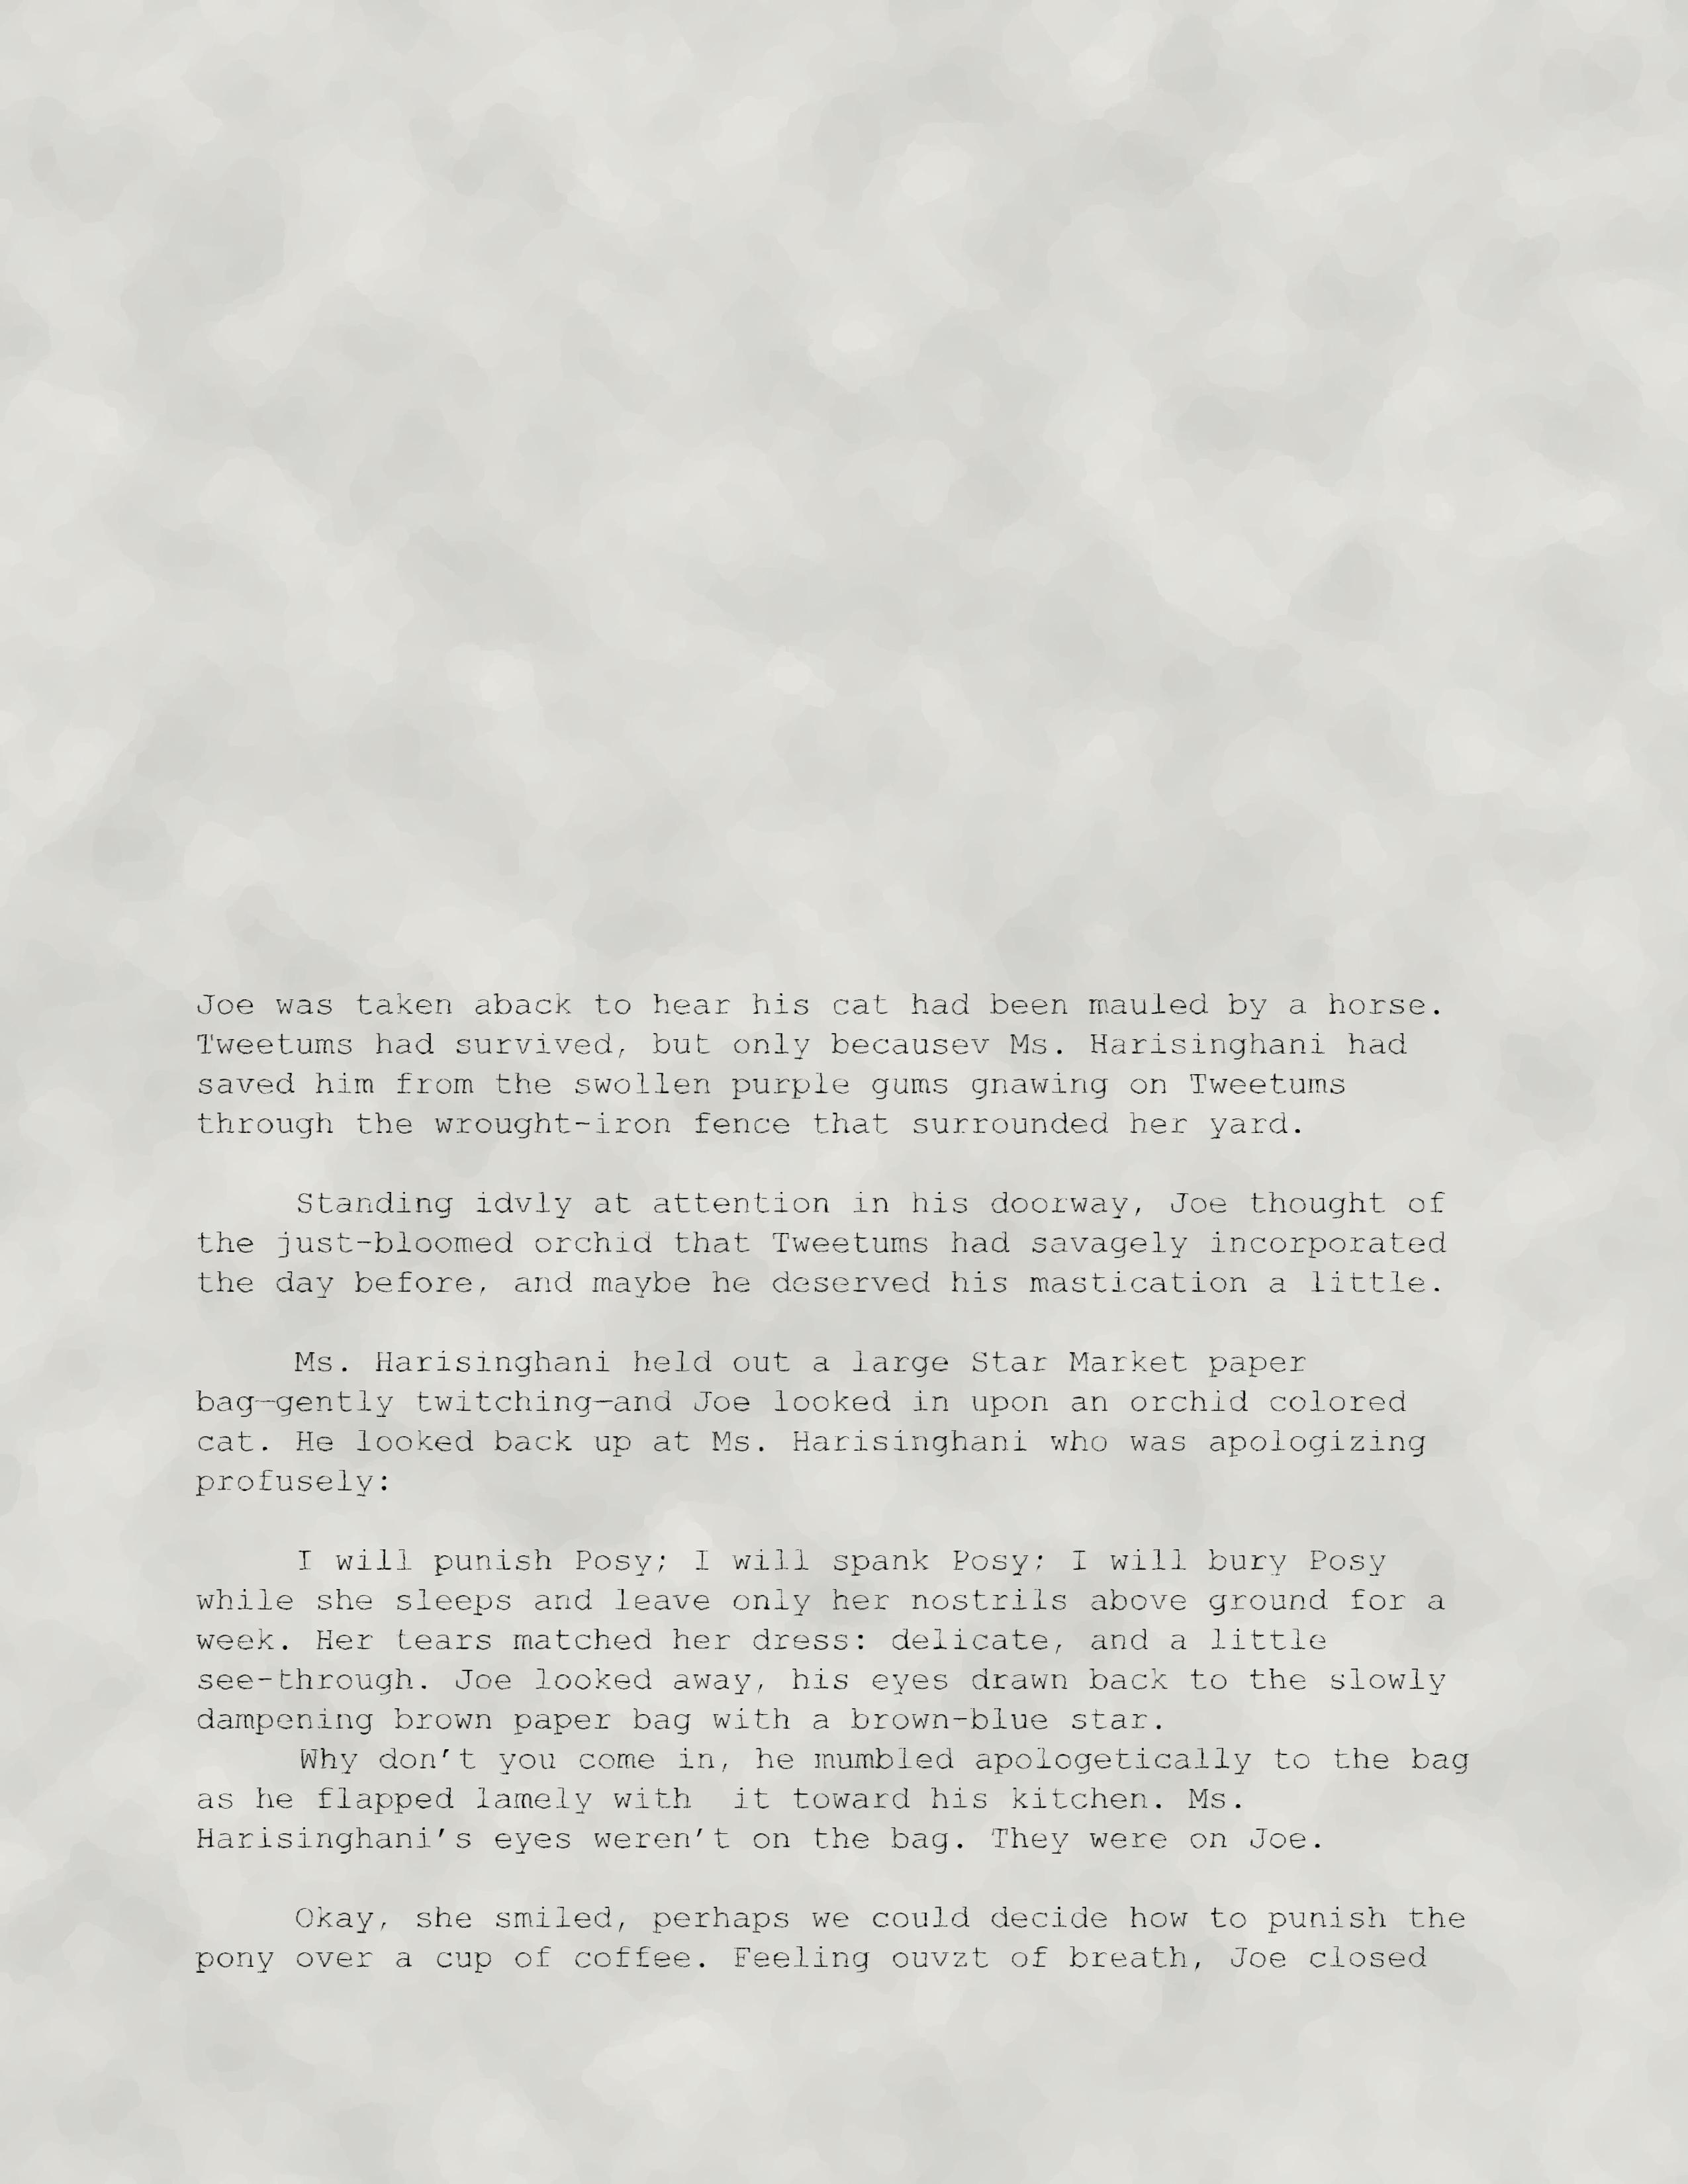 Joe was taken aback to hear his cat had been mauled by a horse.
Tweetums had survived, but only becausev Ms. Harisinghani had
saved him from the swollen purple gums gnawing on Tweetums
through the wrought-iron fence that surrounded her yard.
Standing idvly at attention in his doorway, Joe thought of
the just-bloomed orchid that Tweetums had savagely incorporated
the day before, and maybe he deserved his mastication a little.
Ms. Harisinghani held out a large Star Market paper
bag—gently twitching—and Joe looked in upon an orchid colored
cat. He looked back up at Ms. Harisinghani who was apologizing
profusely:
I will punish Posy; I will spank Posy; I will bury Posy
while she sleeps and leave only her nostrils above ground for a
week. Her tears matched her dress: delicate, and a little
see-through. Joe looked away, his eyes drawn back to the slowly
dampening brown paper bag with a brown-blue star.
Why don't you come in, he mumbled apologetically to the bag
as he flapped lamely with  it toward his kitchen. Ms.
Harisinghani's eyes weren't on the bag. They were on Joe.
Okay, she smiled, perhaps we could decide how to punish the
pony over a cup of coffee. Feeling ouvzt of breath, Joe closed